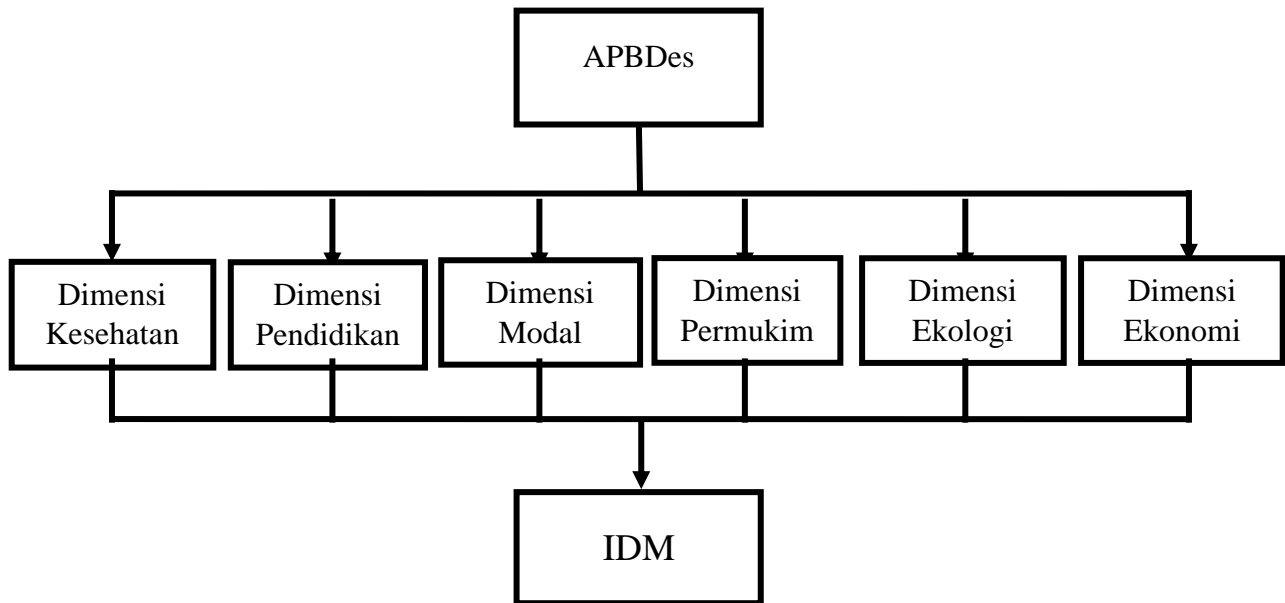 APBDes
Dimensi
Kesehatan
Dimensi
Pendidikan
Dimensi
Modal
Dimensi
Permukim
Dimensi
Ekologi
Dimensi
Ekonomi
IDM